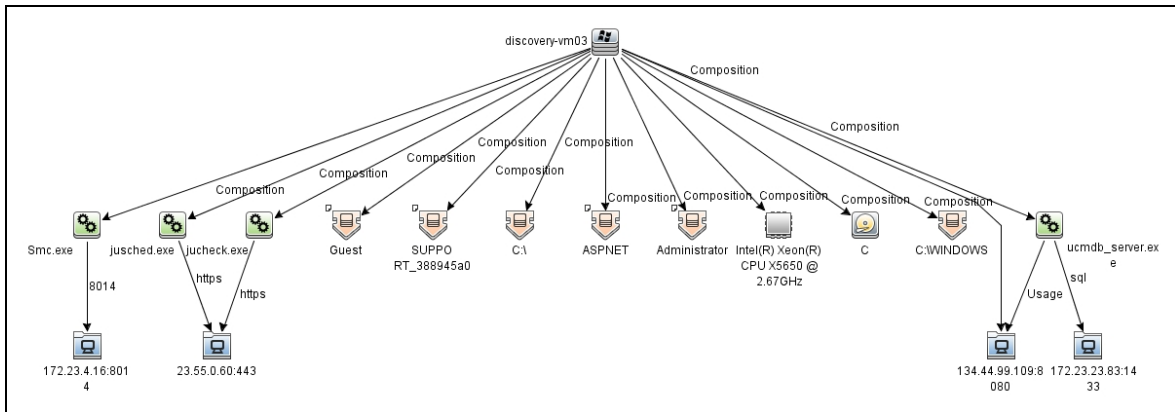 discovery-vm03
Composition
Composition
Composition
Composition
Composition
Composition
Composition
Composition
Composition
Composition
Composition
Composition
Smc.exe
jusched.exe
jucheck.exe
Guest
SUPPO
RT_388945a0
C:\
ASPNET
Administrator
Intel(R) Xeon(R)
CPU X5650 @
2.67GHz
C
C:\WINDOWS
ucmdb_server.ex
e
8014
https
https
Usage
sql
172.23.4.16:801
4
23.55.0.60:443
134.44.99.109:8
080
172.23.23.83:14
33